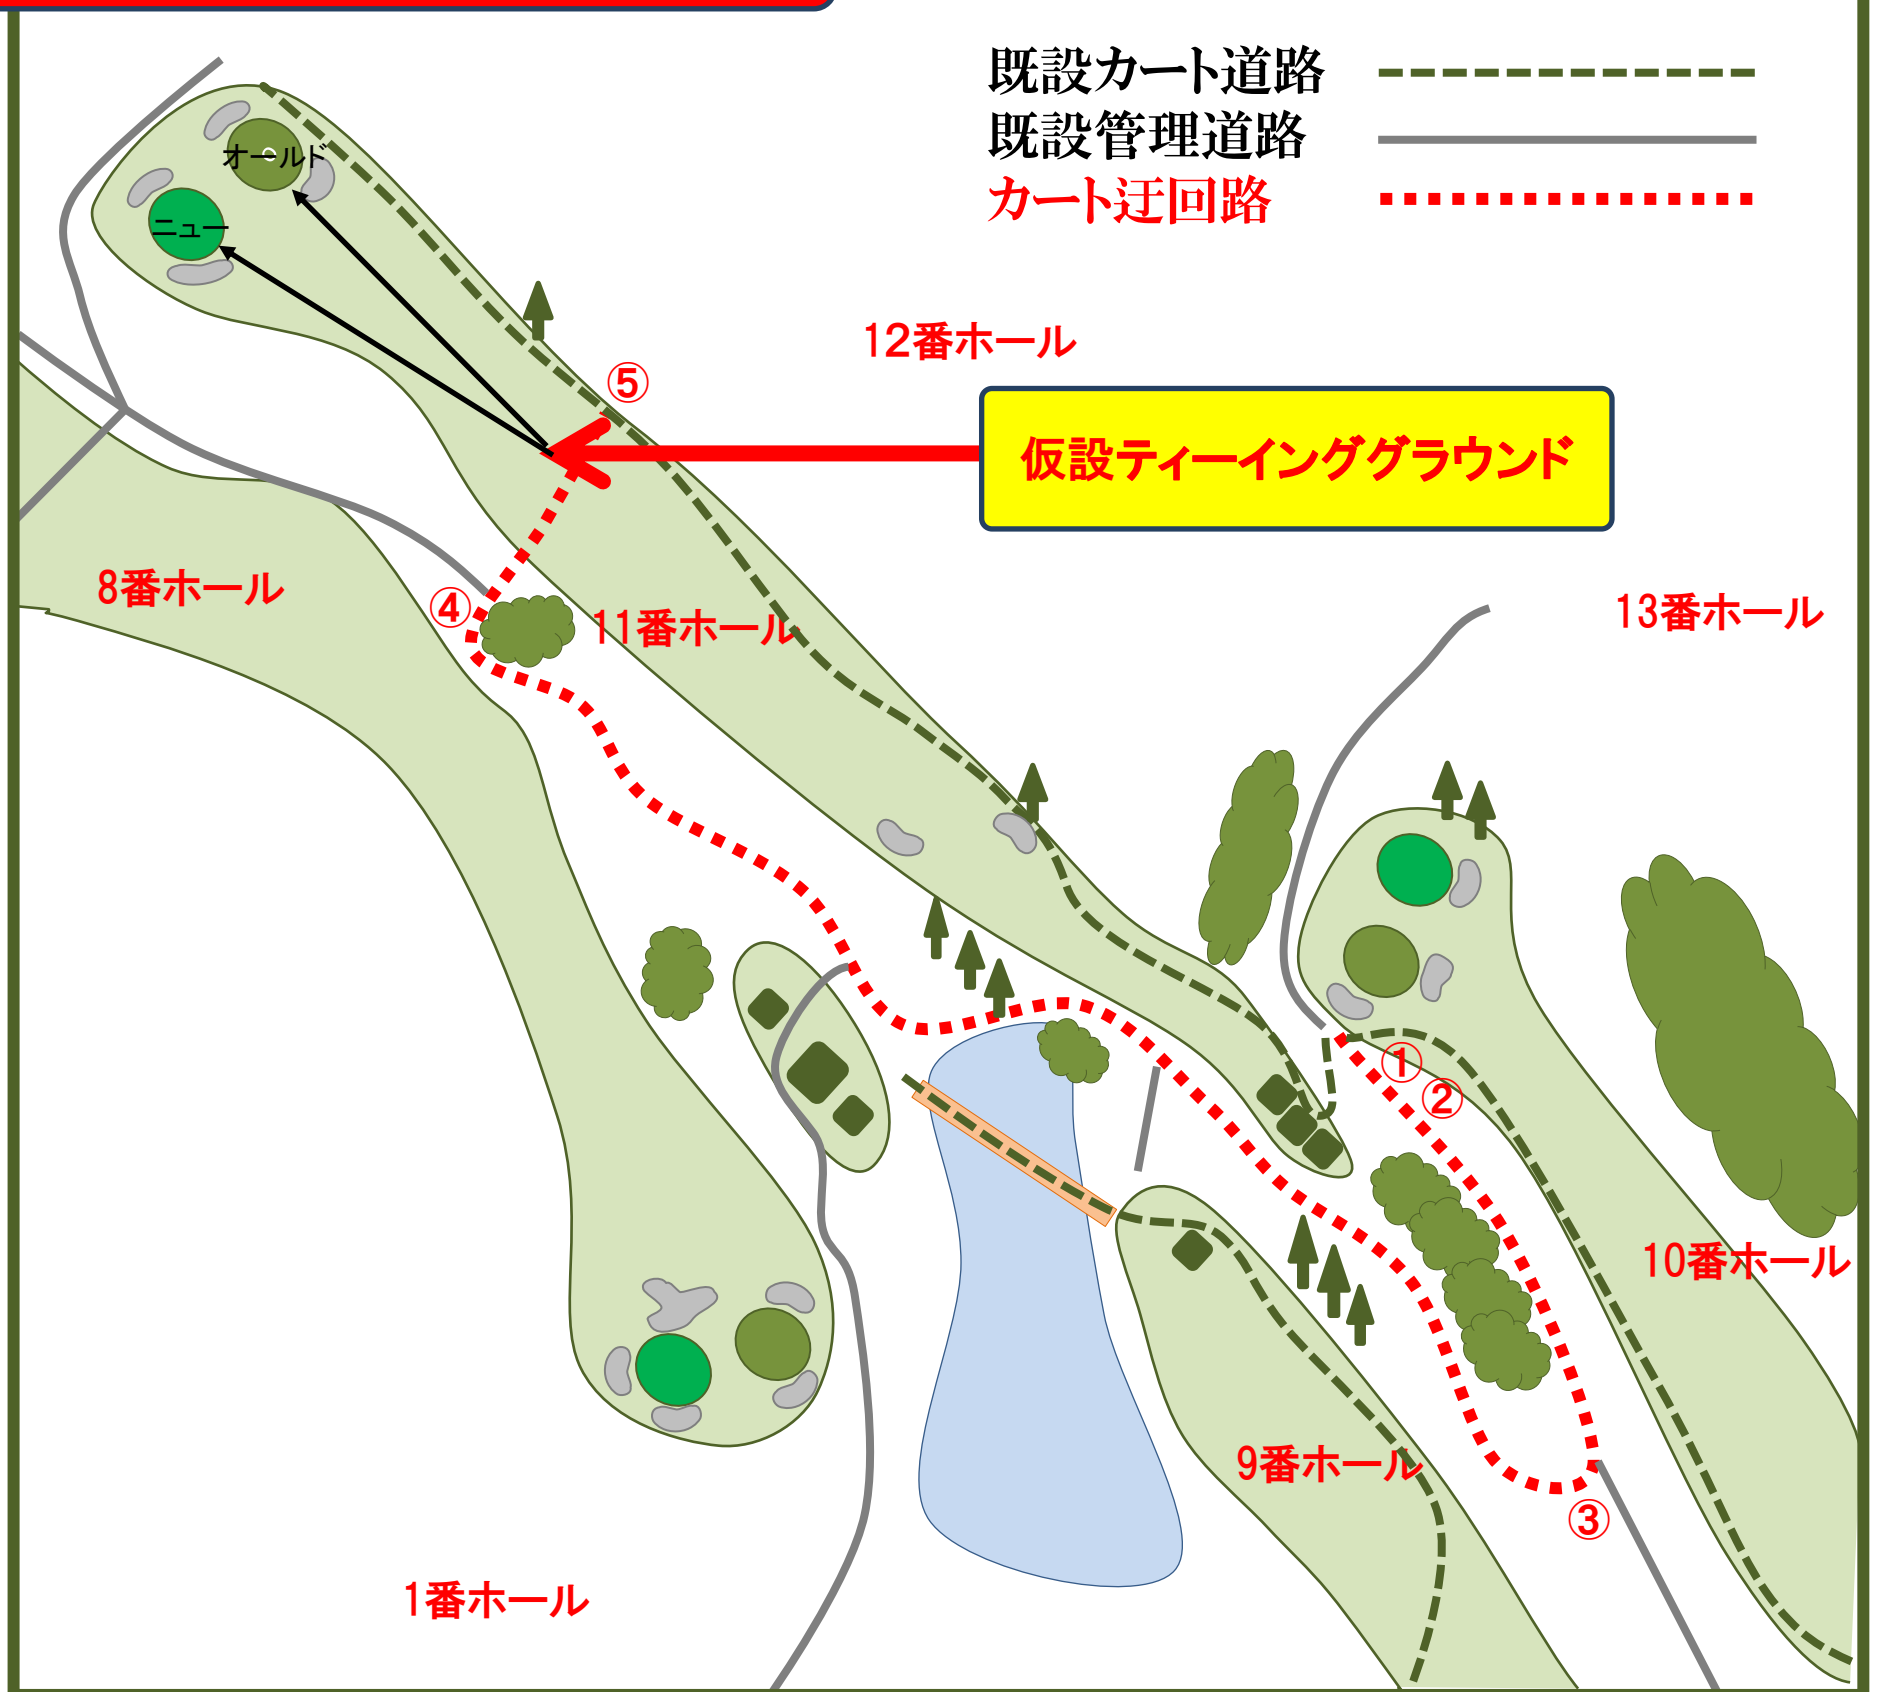 既設カート道路
既設管理道路
カート迂回路
オールド
ニュー
12番ホール
⑤
仮設ティーインググラウンド
8番ホール
④
11番ホール
13番ホール
①
②
10番ホール
9番ホール
③
1番ホール